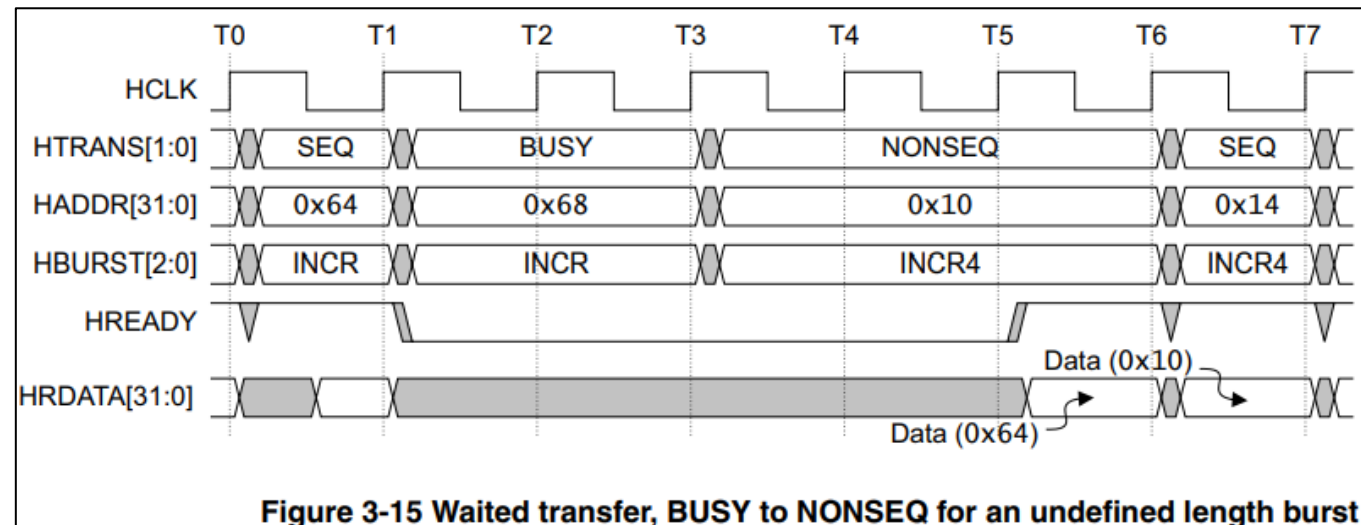 T0 T1 T2 T3 T4 T5 T6 T7
HCLK
HTRANS[1:0] SEQ BUSY NONSEQ SEQ
HADDR[31:0] 0x64 0x68 0x10 0x14
HBURST[2:0] INCR INCR INCR4 INCR4
HREADY
Data (0x10)
HRDATA[31:0]
Data (0x64)
Figure 3-15 Waited transfer, BUSY to NONSEQ for an undefined length burst